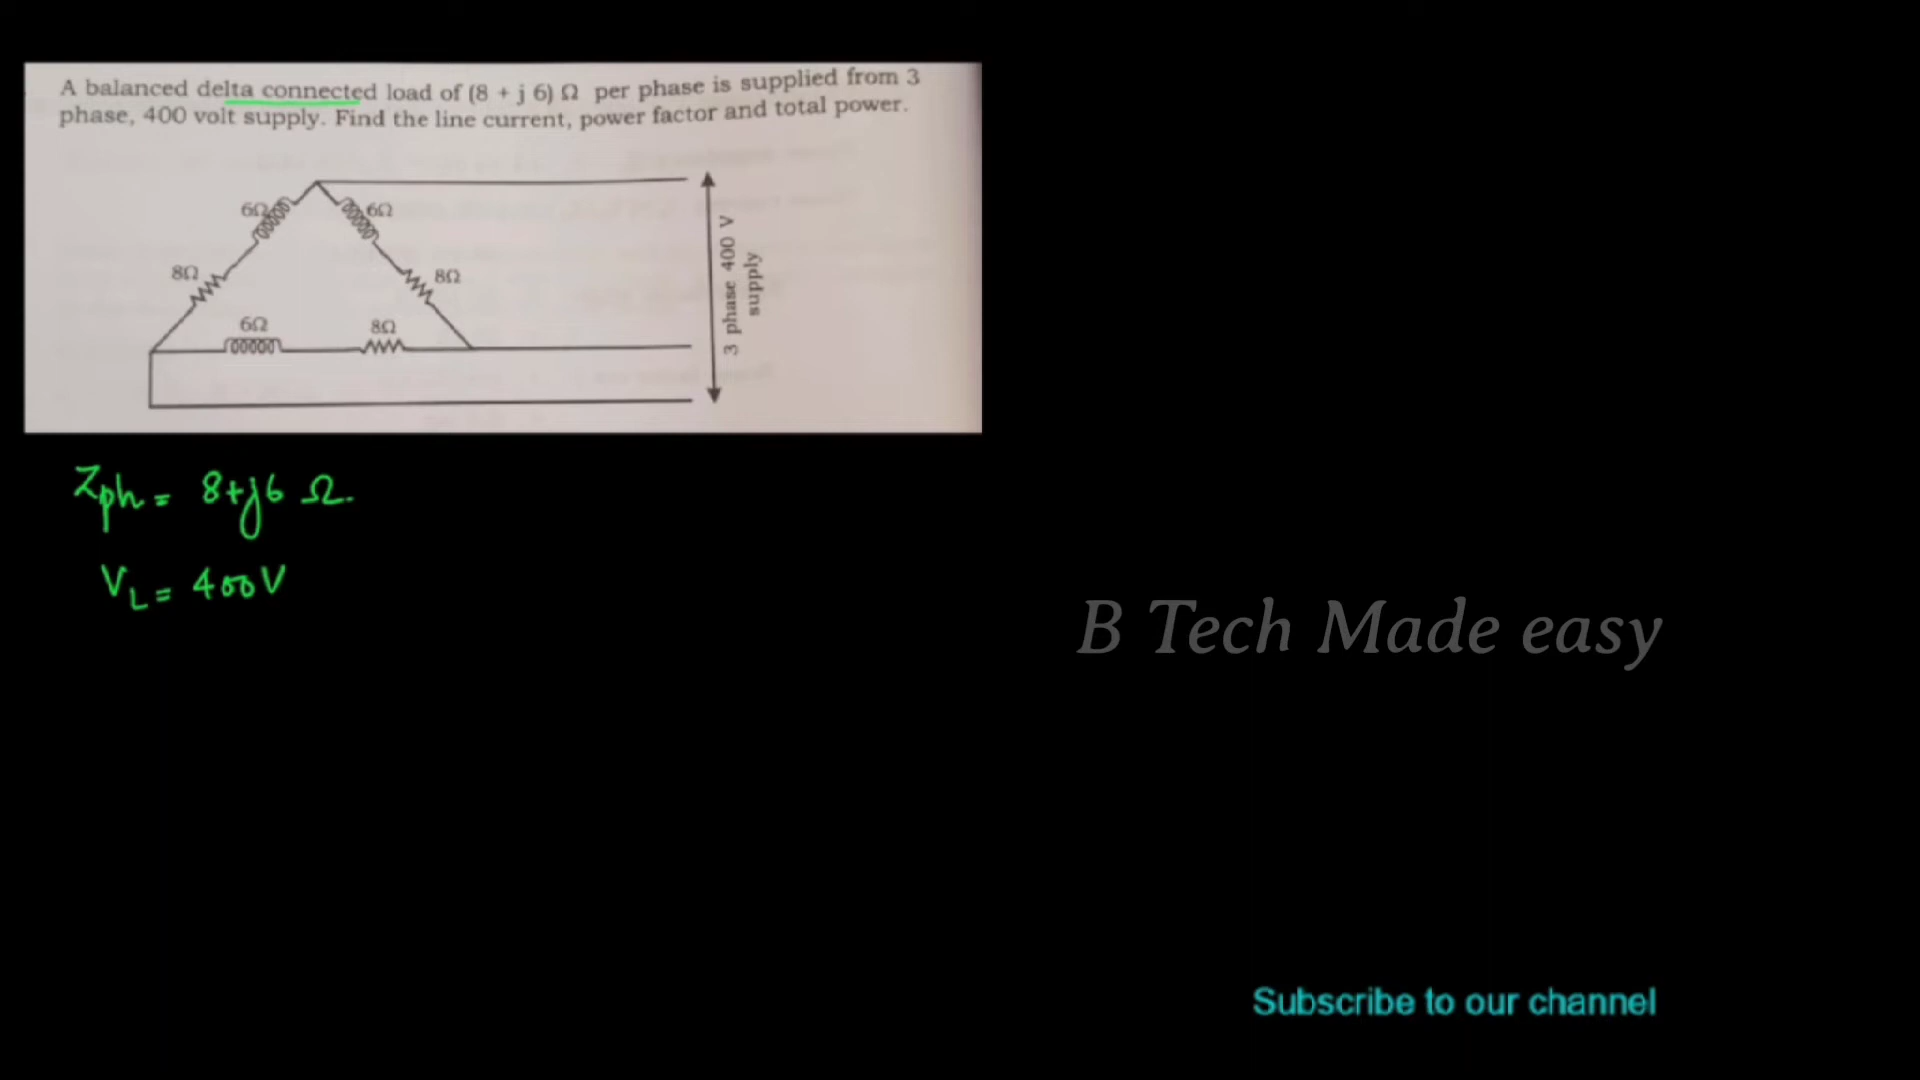 A balanced delta connected load of (8 + j 6) Ω per phase is supplied from 3
phase, 400 volt supply. Find the line current, power factor and total power.
6Ω
6Ω
8Ω
8Ω
6Ω
8Ω
3 phase 400 V
supply
Zph = 8+j6 Ω.
VL = 400V
B Tech Made easy
Subscribe to our channel